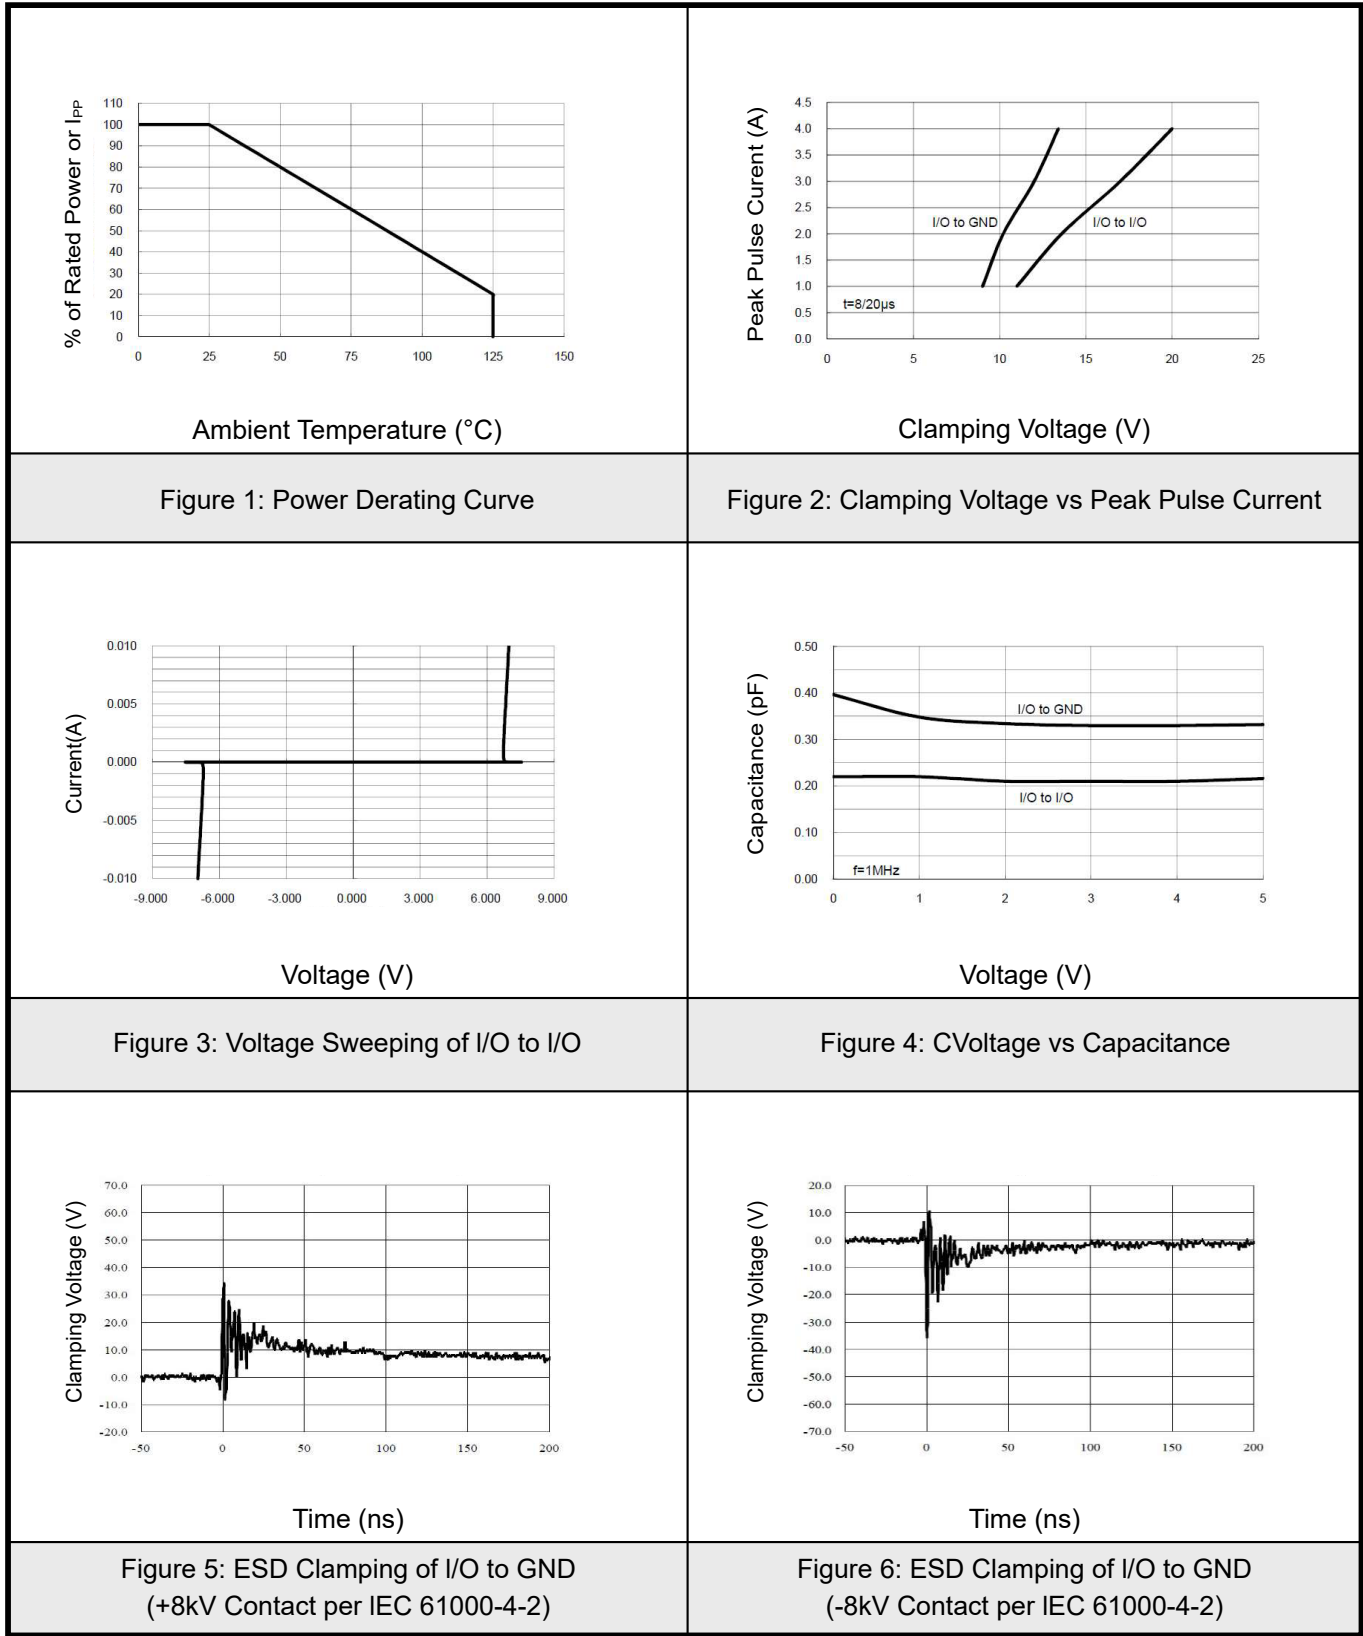 % of Rated Power or IPP
110
100
90
80
70
60
50
40
30
20
10
0
0 25 50 75 100 125 150
Ambient Temperature (°C)
Figure 1: Power Derating Curve
Peak Pulse Curent (A)
4.5
4.0
3.5
3.0
2.5
2.0
1.5
1.0
0.5
0.0
I/O to GND
I/O to I/O
t=8/20μs
0 5 10 15 20 25
Clamping Voltage (V)
Figure 2: Clamping Voltage vs Peak Pulse Current
Current(A)
0.010
0.005
0.000
-0.005
-0.010
-9.000 -6.000 -3.000 0.000 3.000 6.000 9.000
Voltage (V)
Figure 3: Voltage Sweeping of I/O to I/O
Capacitance (pF)
0.50
0.40
0.30
0.20
0.10
0.00
I/O to GND
I/O to I/O
f=1MHz
0 1 2 3 4 5
Voltage (V)
Figure 4: CVoltage vs Capacitance
Clamping Voltage (V)
70.0
60.0
50.0
40.0
30.0
20.0
10.0
0.0
-10.0
-20.0
-50 0 50 100 150 200
Time (ns)
Figure 5: ESD Clamping of I/O to GND
(+8kV Contact per IEC 61000-4-2)
Clamping Voltage (V)
20.0
10.0
0.0
-10.0
-20.0
-30.0
-40.0
-50.0
-60.0
-70.0
-50 0 50 100 150 200
Time (ns)
Figure 6: ESD Clamping of I/O to GND
(-8kV Contact per IEC 61000-4-2)